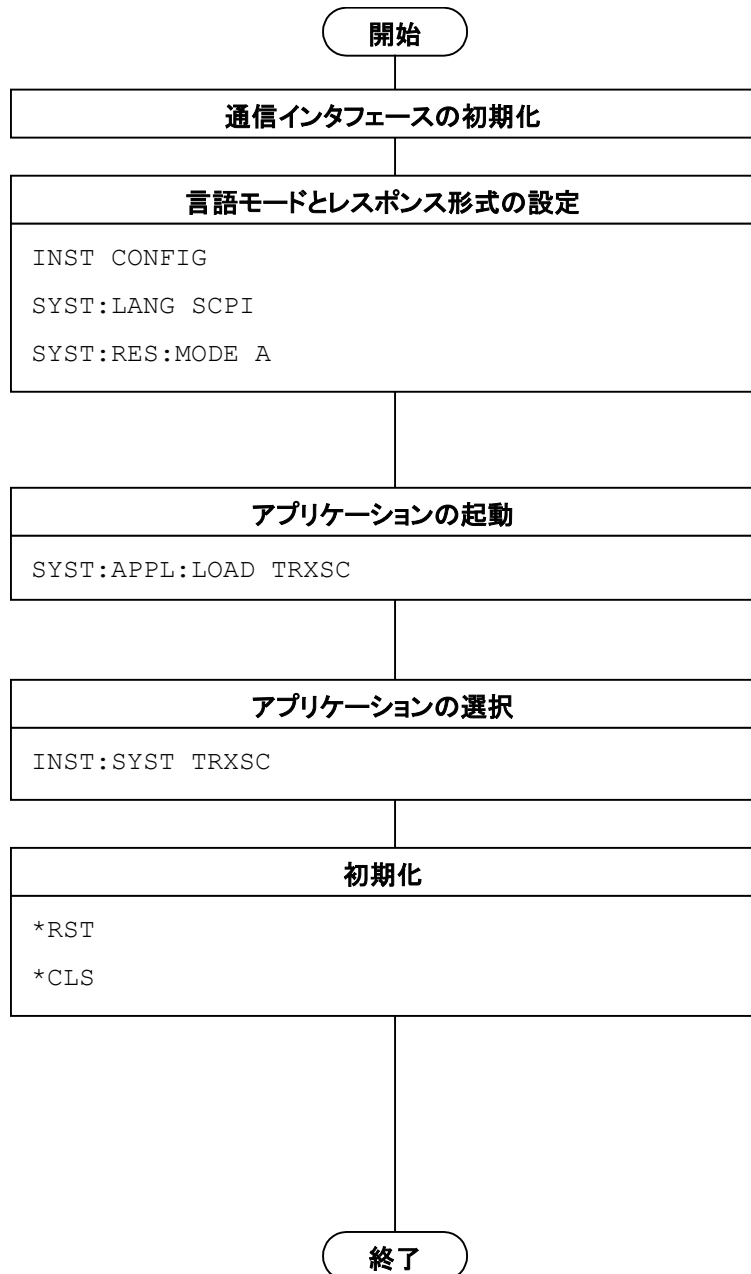 開始
通信インタフェースの初期化
言語モードとレスポンス形式の設定
INST CONFIG
SYST:LANG SCPI
SYST:RES:MODE A
アプリケーションの起動
SYST:APPL:LOAD TRXSC
アプリケーションの選択
INST:SYST TRXSC
初期化
*RST
*CLS
終了